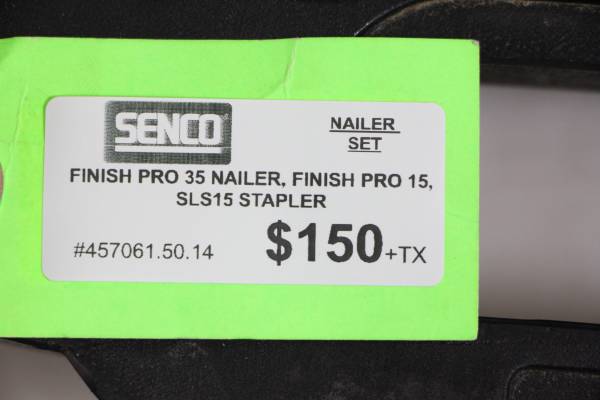 SENCO
NAILER
SET
FINISH PRO 35 NAILER, FINISH PRO 15,
SLS15 STAPLER
#457061.50.14
$150+TX